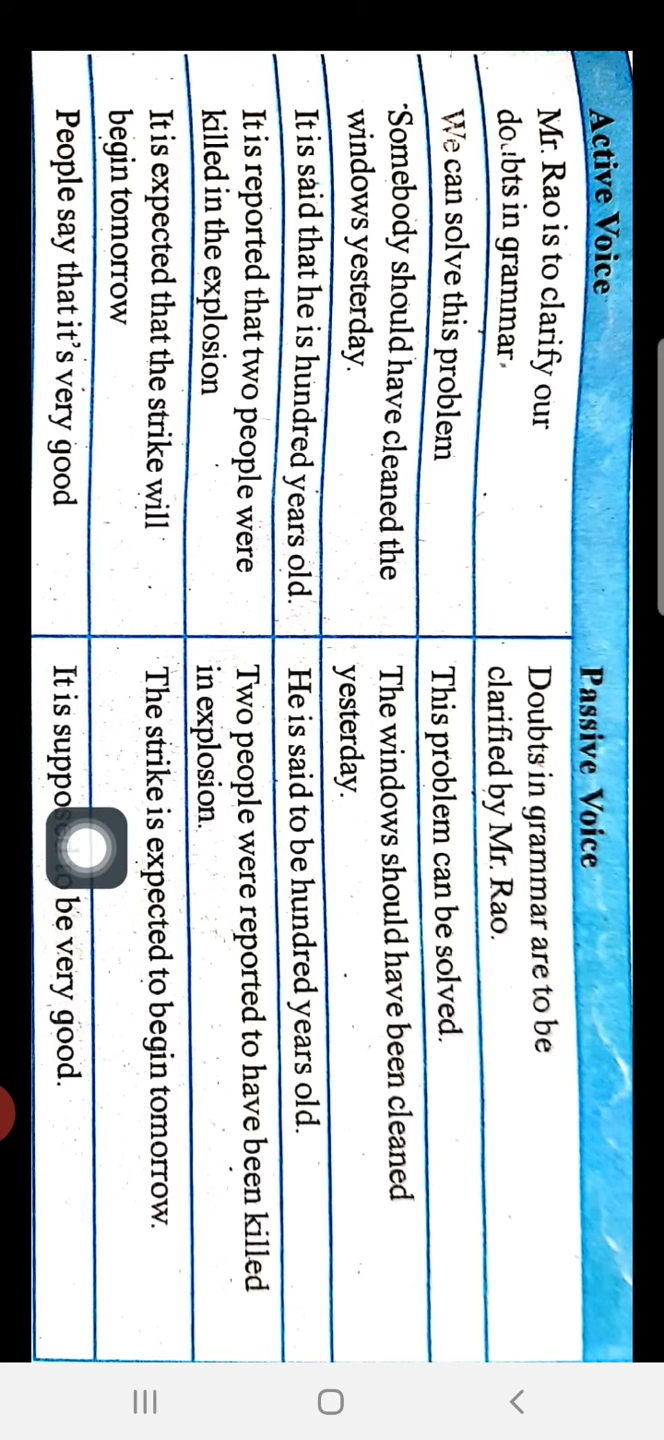 Active Voice
Passive Voice
Mr. Rao is to clarify our
doubts in grammar.
Doubts in grammar are to be
clarified by Mr. Rao.
We can solve this problem
This problem can be solved.
Somebody should have cleaned the
windows yesterday.
The windows should have been cleaned
yesterday.
It is said that he is hundred years old.
He is said to be hundred years old.
It is reported that two people were
killed in the explosion
Two people were reported to have been killed
in explosion.
It is expected that the strike will
begin tomorrow
The strike is expected to begin tomorrow.
People say that it's very good
It is supposed to be very good.